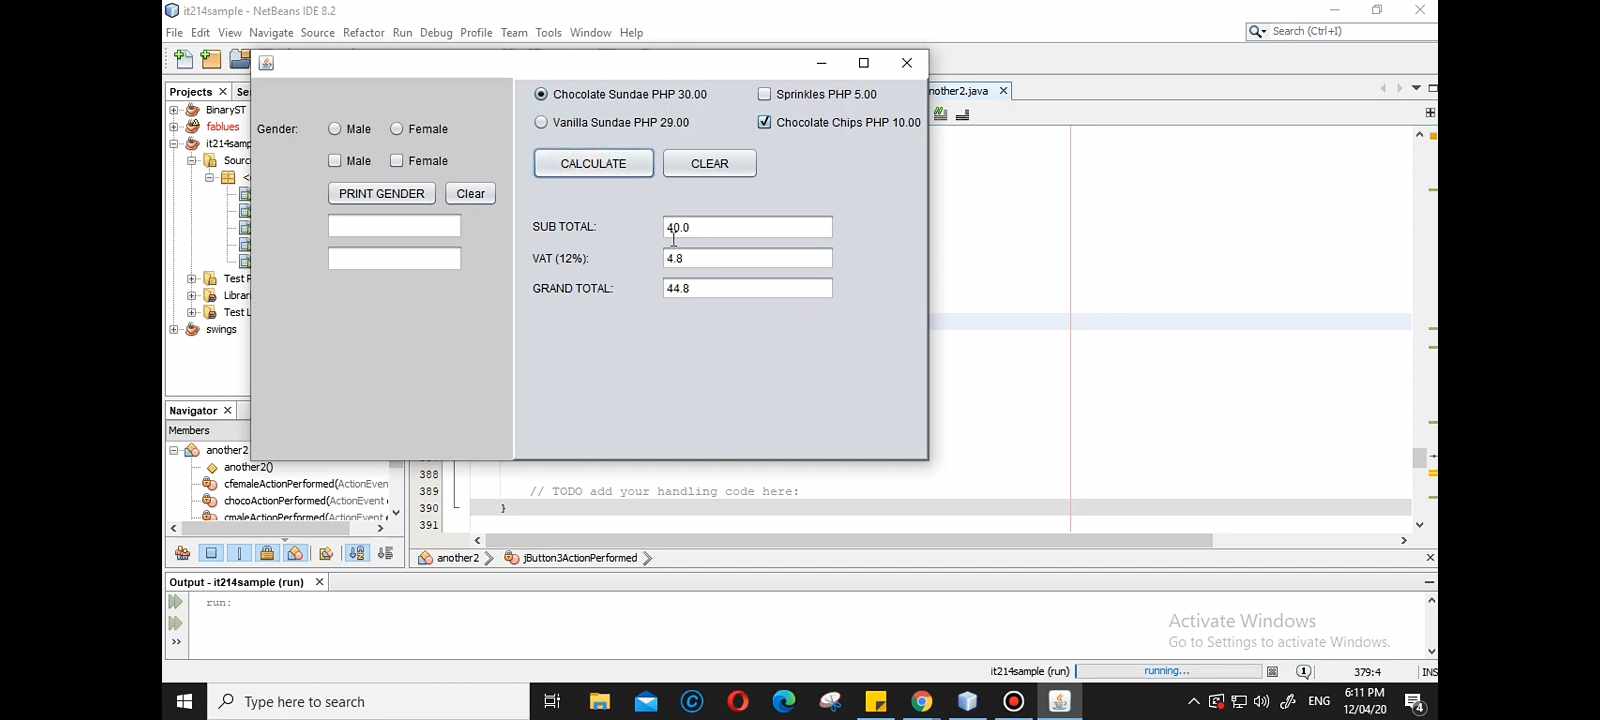 it214sample - NetBeans IDE 8.2
File Edit View Navigate Source Refactor Run Debug Profile Team Tools Window Help
Search (Ctrl+I)
Projects
BinaryST
fablues
it214samp
Sourc
Test P
Librar
Test L
swings
nother2.java
Gender:
Male
Female
Male
Female
PRINT GENDER
Clear
Chocolate Sundae PHP 30.00
Sprinkles PHP 5.00
Vanilla Sundae PHP 29.00
Chocolate Chips PHP 10.00
CALCULATE
CLEAR
SUB TOTAL: 40.0
VAT (12%): 4.8
GRAND TOTAL: 44.8
Navigator
Members
another2
another2()
cfemaleActionPerformed(ActionEven
chocoActionPerformed(ActionEvent
cmaleActionPerformed(ActionEvent
388
389 // TODO add your handling code here:
390 }
391
another2
jButton3ActionPerformed
Output - it214sample (run)
run:
Activate Windows
Go to Settings to activate Windows.
it214sample (run)
running...
1
379:4
INS
Type here to search
ENG
6:11 PM
12/04/20
4